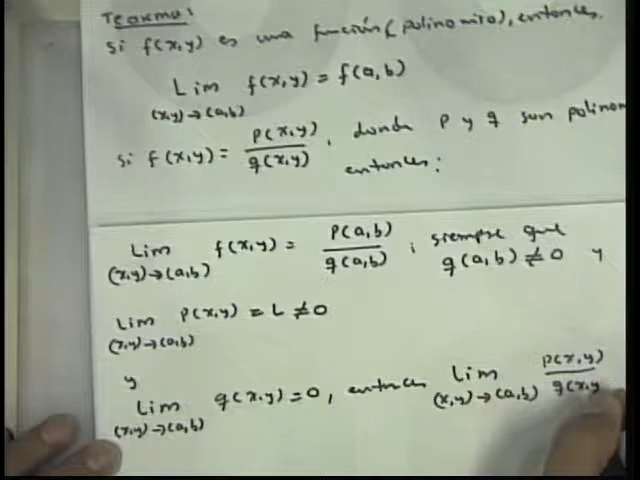 Teorema:
Si f(x,y) es una función (polinomio), entonces.
Lim f(x,y) = f(a,b)
(x,y)→(a,b)
si f(x,y) = p(x,y)/q(x,y), donde p y q son polinom
entonces:
Lim f(x,y) = p(a,b)/q(a,b); siempre que
(x,y)→(a,b) q(a,b) ≠ 0 y
Lim p(x,y) = L ≠ 0
(x,y)→(a,b)
y
Lim q(x,y) = 0, entonces Lim p(x,y)/q(x,y
(x,y)→(a,b) (x,y)→(a,b)